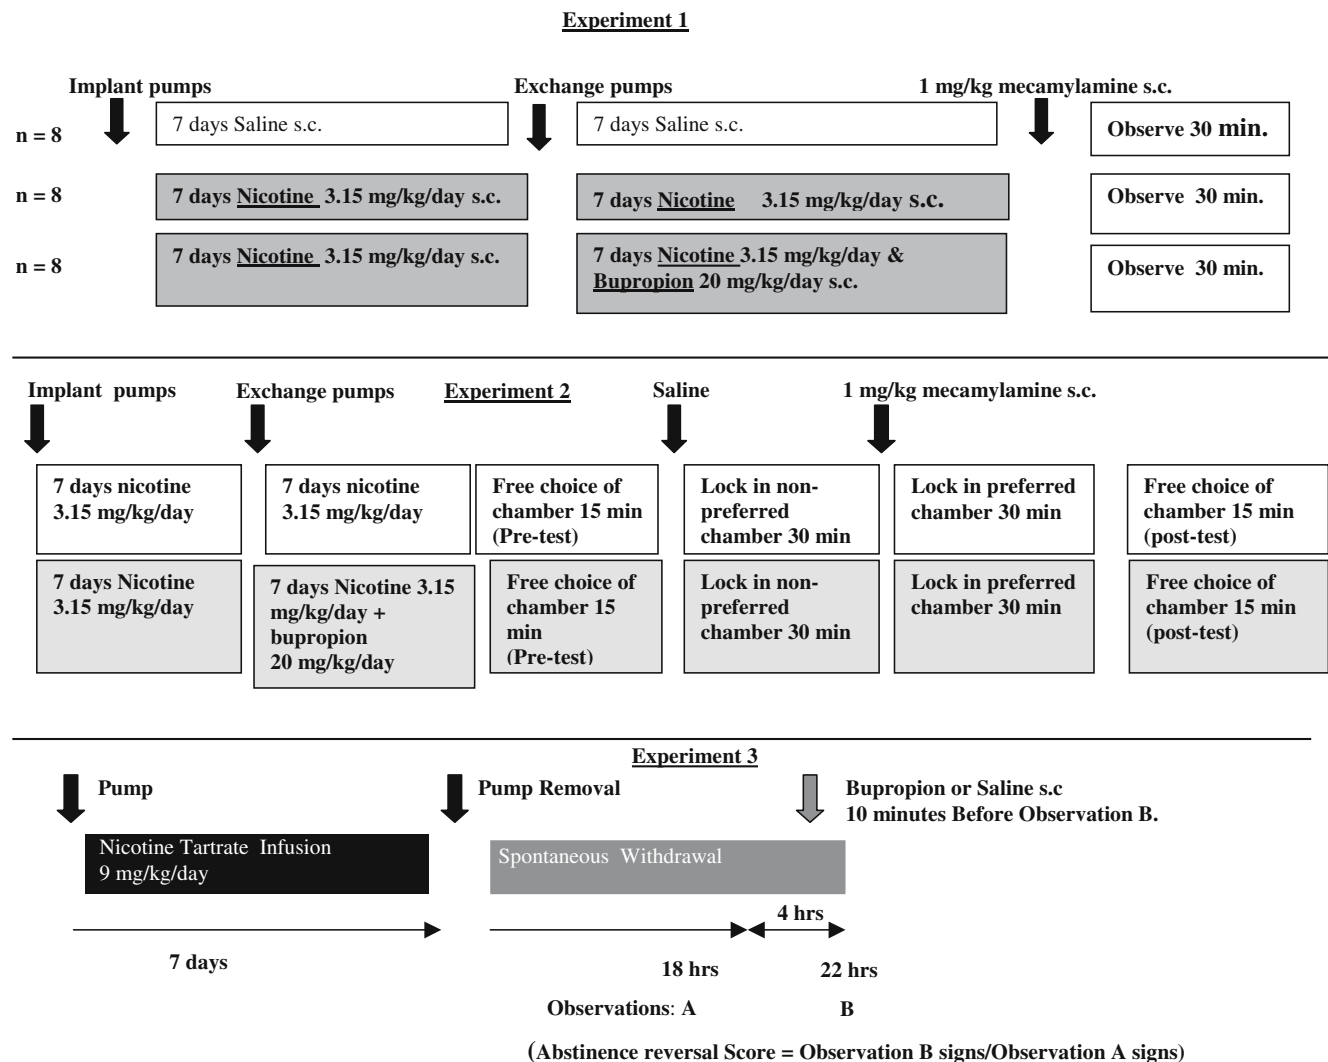 Experiment 1
Implant pumps
Exchange pumps
1 mg/kg mecamylamine s.c.
n = 8
7 days Saline s.c.
7 days Saline s.c.
Observe 30 min.
n = 8
7 days Nicotine 3.15 mg/kg/day s.c.
7 days Nicotine 3.15 mg/kg/day s.c.
Observe 30 min.
n = 8
7 days Nicotine 3.15 mg/kg/day s.c.
7 days Nicotine 3.15 mg/kg/day &
Bupropion 20 mg/kg/day s.c.
Observe 30 min.
Implant pumps
Exchange pumps
Experiment 2
Saline
1 mg/kg mecamylamine s.c.
7 days nicotine
3.15 mg/kg/day
7 days nicotine
3.15 mg/kg/day
Free choice of
chamber 15 min
(Pre-test)
Lock in non-
preferred
chamber 30 min
Lock in preferred
chamber 30 min
Free choice of
chamber 15 min
(post-test)
7 days Nicotine
3.15 mg/kg/day
7 days Nicotine 3.15
mg/kg/day +
bupropion
20 mg/kg/day
Free choice of
chamber 15
min
(Pre-test)
Lock in non-
preferred
chamber 30 min
Lock in preferred
chamber 30 min
Free choice of
chamber 15 min
(post-test)
Experiment 3
Pump
Pump Removal
Bupropion or Saline s.c
10 minutes Before Observation B.
Nicotine Tartrate Infusion
9 mg/kg/day
Spontaneous Withdrawal
4 hrs
7 days
18 hrs
22 hrs
Observations: A
B
(Abstinence reversal Score = Observation B signs/Observation A signs)